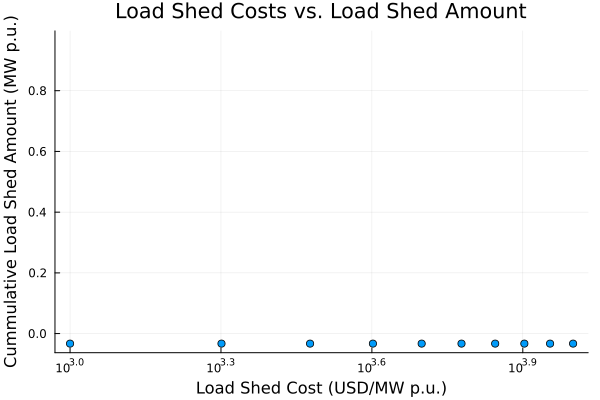 Load Shed Costs vs. Load Shed Amount
Cummulative Load Shed Amount (MW p.u.)
0.8
0.6
0.4
0.2
0.0
10^3.0 10^3.3 10^3.6 10^3.9
Load Shed Cost (USD/MW p.u.)